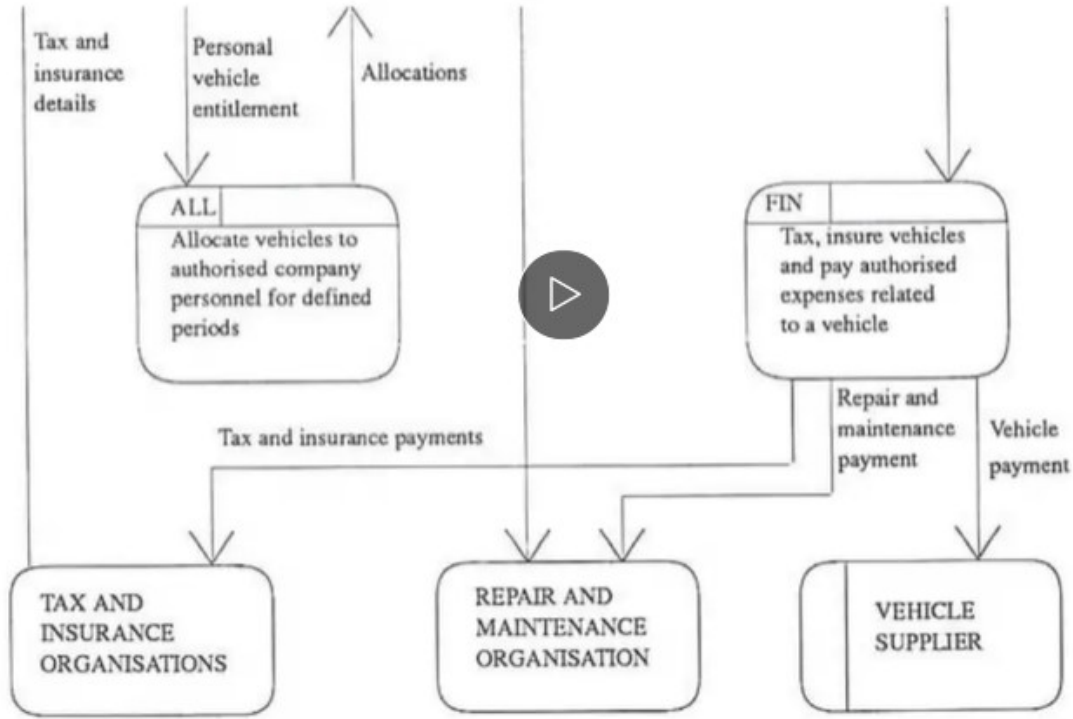 Tax and
insurance
details
Personal
vehicle
entitlement
Allocations
ALL
Allocate vehicles to
authorised company
personnel for defined
periods
FIN
Tax, insure vehicles
and pay authorised
expenses related
to a vehicle
Tax and insurance payments
Repair and
maintenance
payment
Vehicle
payment
TAX AND
INSURANCE
ORGANISATIONS
REPAIR AND
MAINTENANCE
ORGANISATION
VEHICLE
SUPPLIER